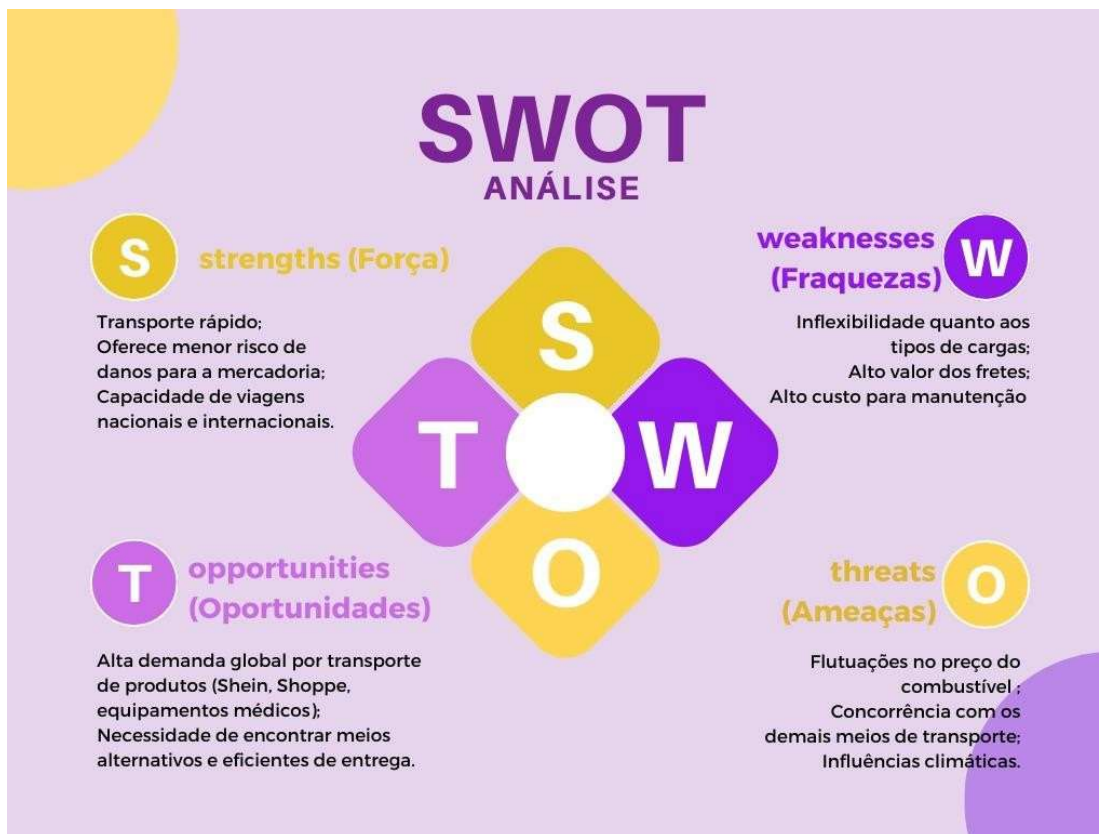 SWOT
ANÁLISE
S
strengths (Força)
Transporte rápido;
Oferece menor risco de
danos para a mercadoria;
Capacidade de viagens
nacionais e internacionais.
weaknesses
(Fraquezas)
W
Inflexibilidade quanto aos
tipos de cargas;
Alto valor dos fretes;
Alto custo para manutenção
S
T
W
O
T
opportunities
(Oportunidades)
Alta demanda global por transporte
de produtos (Shein, Shoppe,
equipamentos médicos);
Necessidade de encontrar meios
alternativos e eficientes de entrega.
threats
(Ameaças)
O
Flutuações no preço do
combustível ;
Concorrência com os
demais meios de transporte;
Influências climáticas.